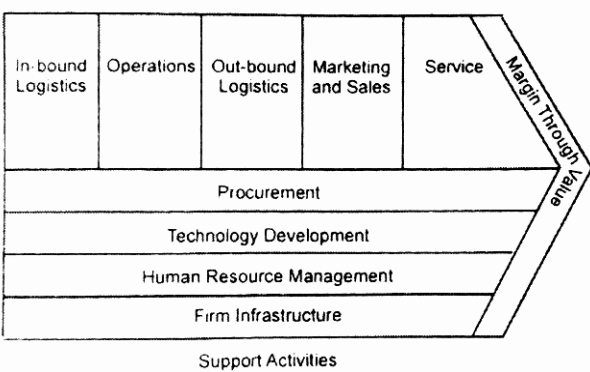 In-bound
Logistics
Operations
Out-bound
Logistics
Marketing
and Sales
Service
Margin Through
Value
Procurement
Technology Development
Human Resource Management
Firm Infrastructure
Support Activities